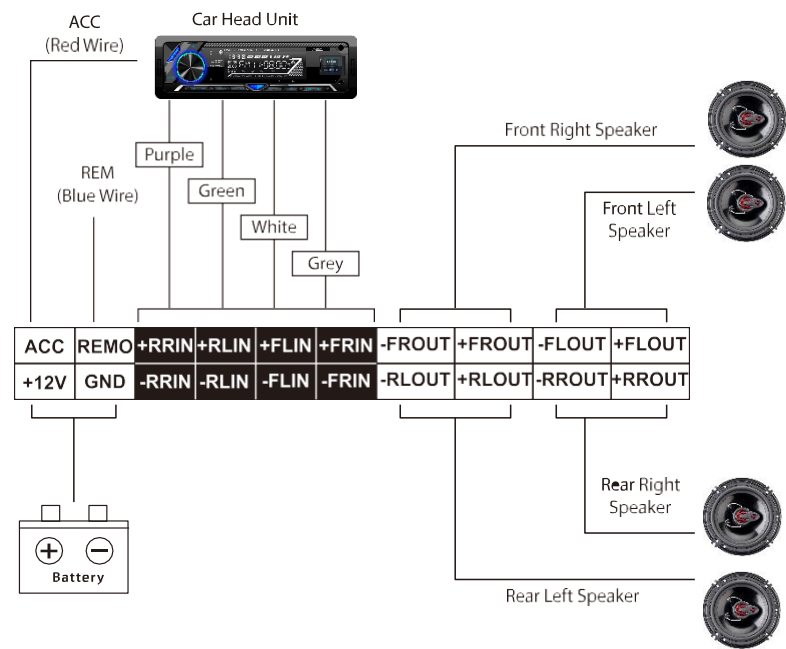 ACC
(Red Wire)
Car Head Unit
REM
(Blue Wire)
Purple
Green
White
Grey
Front Right Speaker
Front Left
Speaker
ACC REMO +RRIN +RLIN +FLIN +FRIN -FROUT +FROUT -FLOUT +FLOUT
+12V GND -RRIN -RLIN -FLIN -FRIN -RLOUT +RLOUT -RROUT +RROUT
Rear Right
Speaker
Rear Left Speaker
Battery